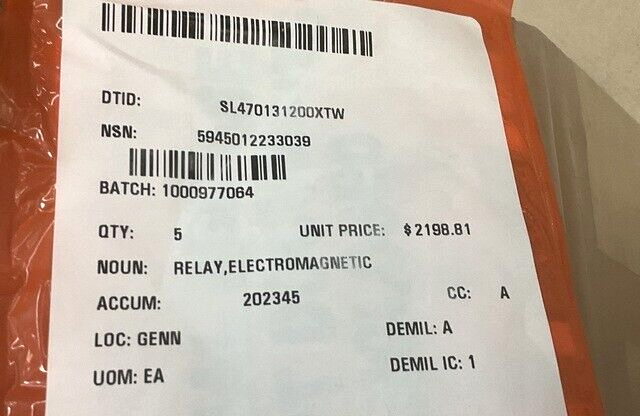 DTID: SL470131200XTW
NSN: 5945012233039
BATCH: 1000977064
QTY: 5 UNIT PRICE: $2198.81
NOUN: RELAY,ELECTROMAGNETIC
ACCUM: 202345 CC: A
LOC: GENN DEMIL: A
UOM: EA DEMIL IC: 1